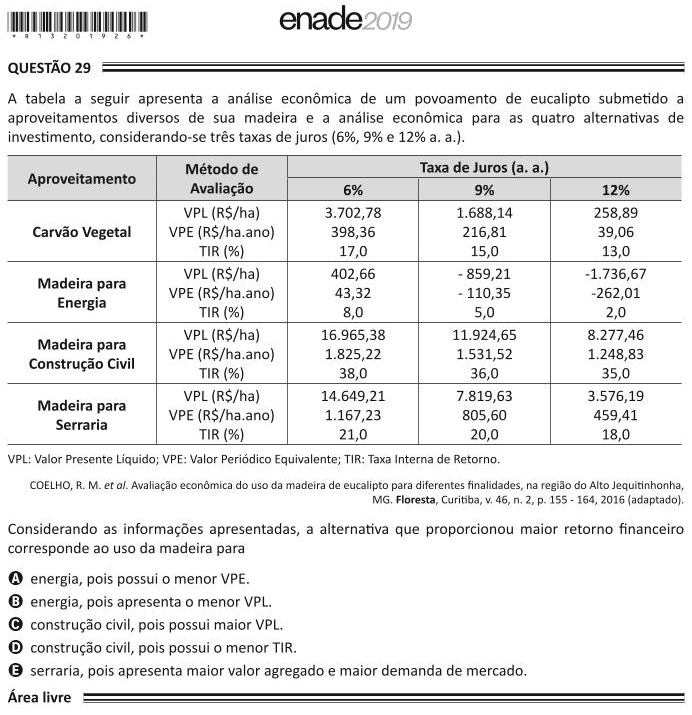 *8132019 26*
enade2019
QUESTÃO 29
A tabela a seguir apresenta a análise econômica de um povoamento de eucalipto submetido a
aproveitamentos diversos de sua madeira e a análise econômica para as quatro alternativas de
investimento, considerando-se três taxas de juros (6%, 9% e 12% a. a.).
Aproveitamento Método de Avaliação Taxa de Juros (a. a.)
6% 9% 12%
Carvão Vegetal
VPL (R$/ha) 3.702,78 1.688,14 258,89
VPE (R$/ha.ano) 398,36 216,81 39,06
TIR (%) 17,0 15,0 13,0
Madeira para
Energia
VPL (R$/ha) 402,66 - 859,21 -1.736,67
VPE (R$/ha.ano) 43,32 - 110,35 -262,01
TIR (%) 8,0 5,0 2,0
Madeira para
Construção Civil
VPL (R$/ha) 16.965,38 11.924,65 8.277,46
VPE (R$/ha.ano) 1.825,22 1.531,52 1.248,83
TIR (%) 38,0 36,0 35,0
Madeira para
Serraria
VPL (R$/ha) 14.649,21 7.819,63 3.576,19
VPE (R$/ha.ano) 1.167,23 805,60 459,41
TIR (%) 21,0 20,0 18,0
VPL: Valor Presente Líquido; VPE: Valor Periódico Equivalente; TIR: Taxa Interna de Retorno.
COELHO, R. M. et al. Avaliação econômica do uso da madeira de eucalipto para diferentes finalidades, na região do Alto Jequitinhonha,
MG. Floresta, Curitiba, v. 46, n. 2, p. 155 - 164, 2016 (adaptado).
Considerando as informações apresentadas, a alternativa que proporcionou maior retorno financeiro
corresponde ao uso da madeira para
A energia, pois possui o menor VPE.
B energia, pois apresenta o menor VPL.
C construção civil, pois possui maior VPL.
D construção civil, pois possui o menor TIR.
E serraria, pois apresenta maior valor agregado e maior demanda de mercado.
Área livre